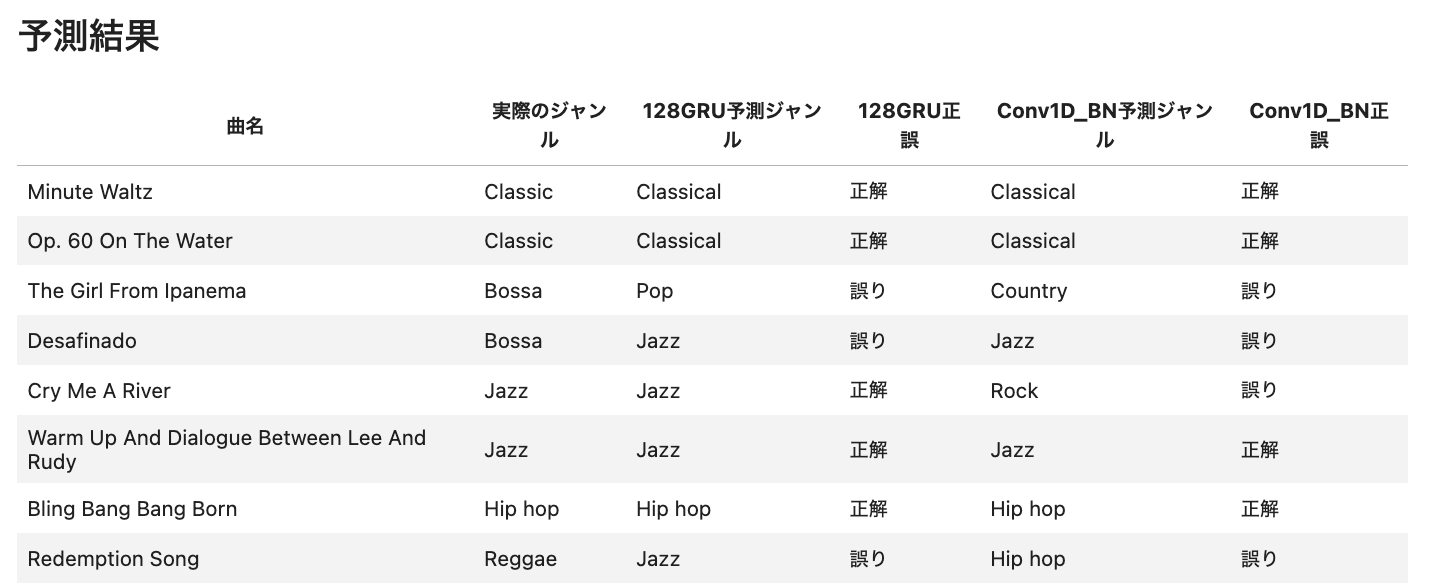 予測結果
曲名 実際のジャン 128GRU予測ジャン 128GRU正 Conv1D_BN予測ジャン Conv1D_BN正
ル ル 誤 ル 誤
Minute Waltz Classic Classical 正解 Classical 正解
Op. 60 On The Water Classic Classical 正解 Classical 正解
The Girl From Ipanema Bossa Pop 誤り Country 誤り
Desafinado Bossa Jazz 誤り Jazz 誤り
Cry Me A River Jazz Jazz 正解 Rock 誤り
Warm Up And Dialogue Between Lee And
Rudy Jazz Jazz 正解 Jazz 正解
Bling Bang Bang Born Hip hop Hip hop 正解 Hip hop 正解
Redemption Song Reggae Jazz 誤り Hip hop 誤り